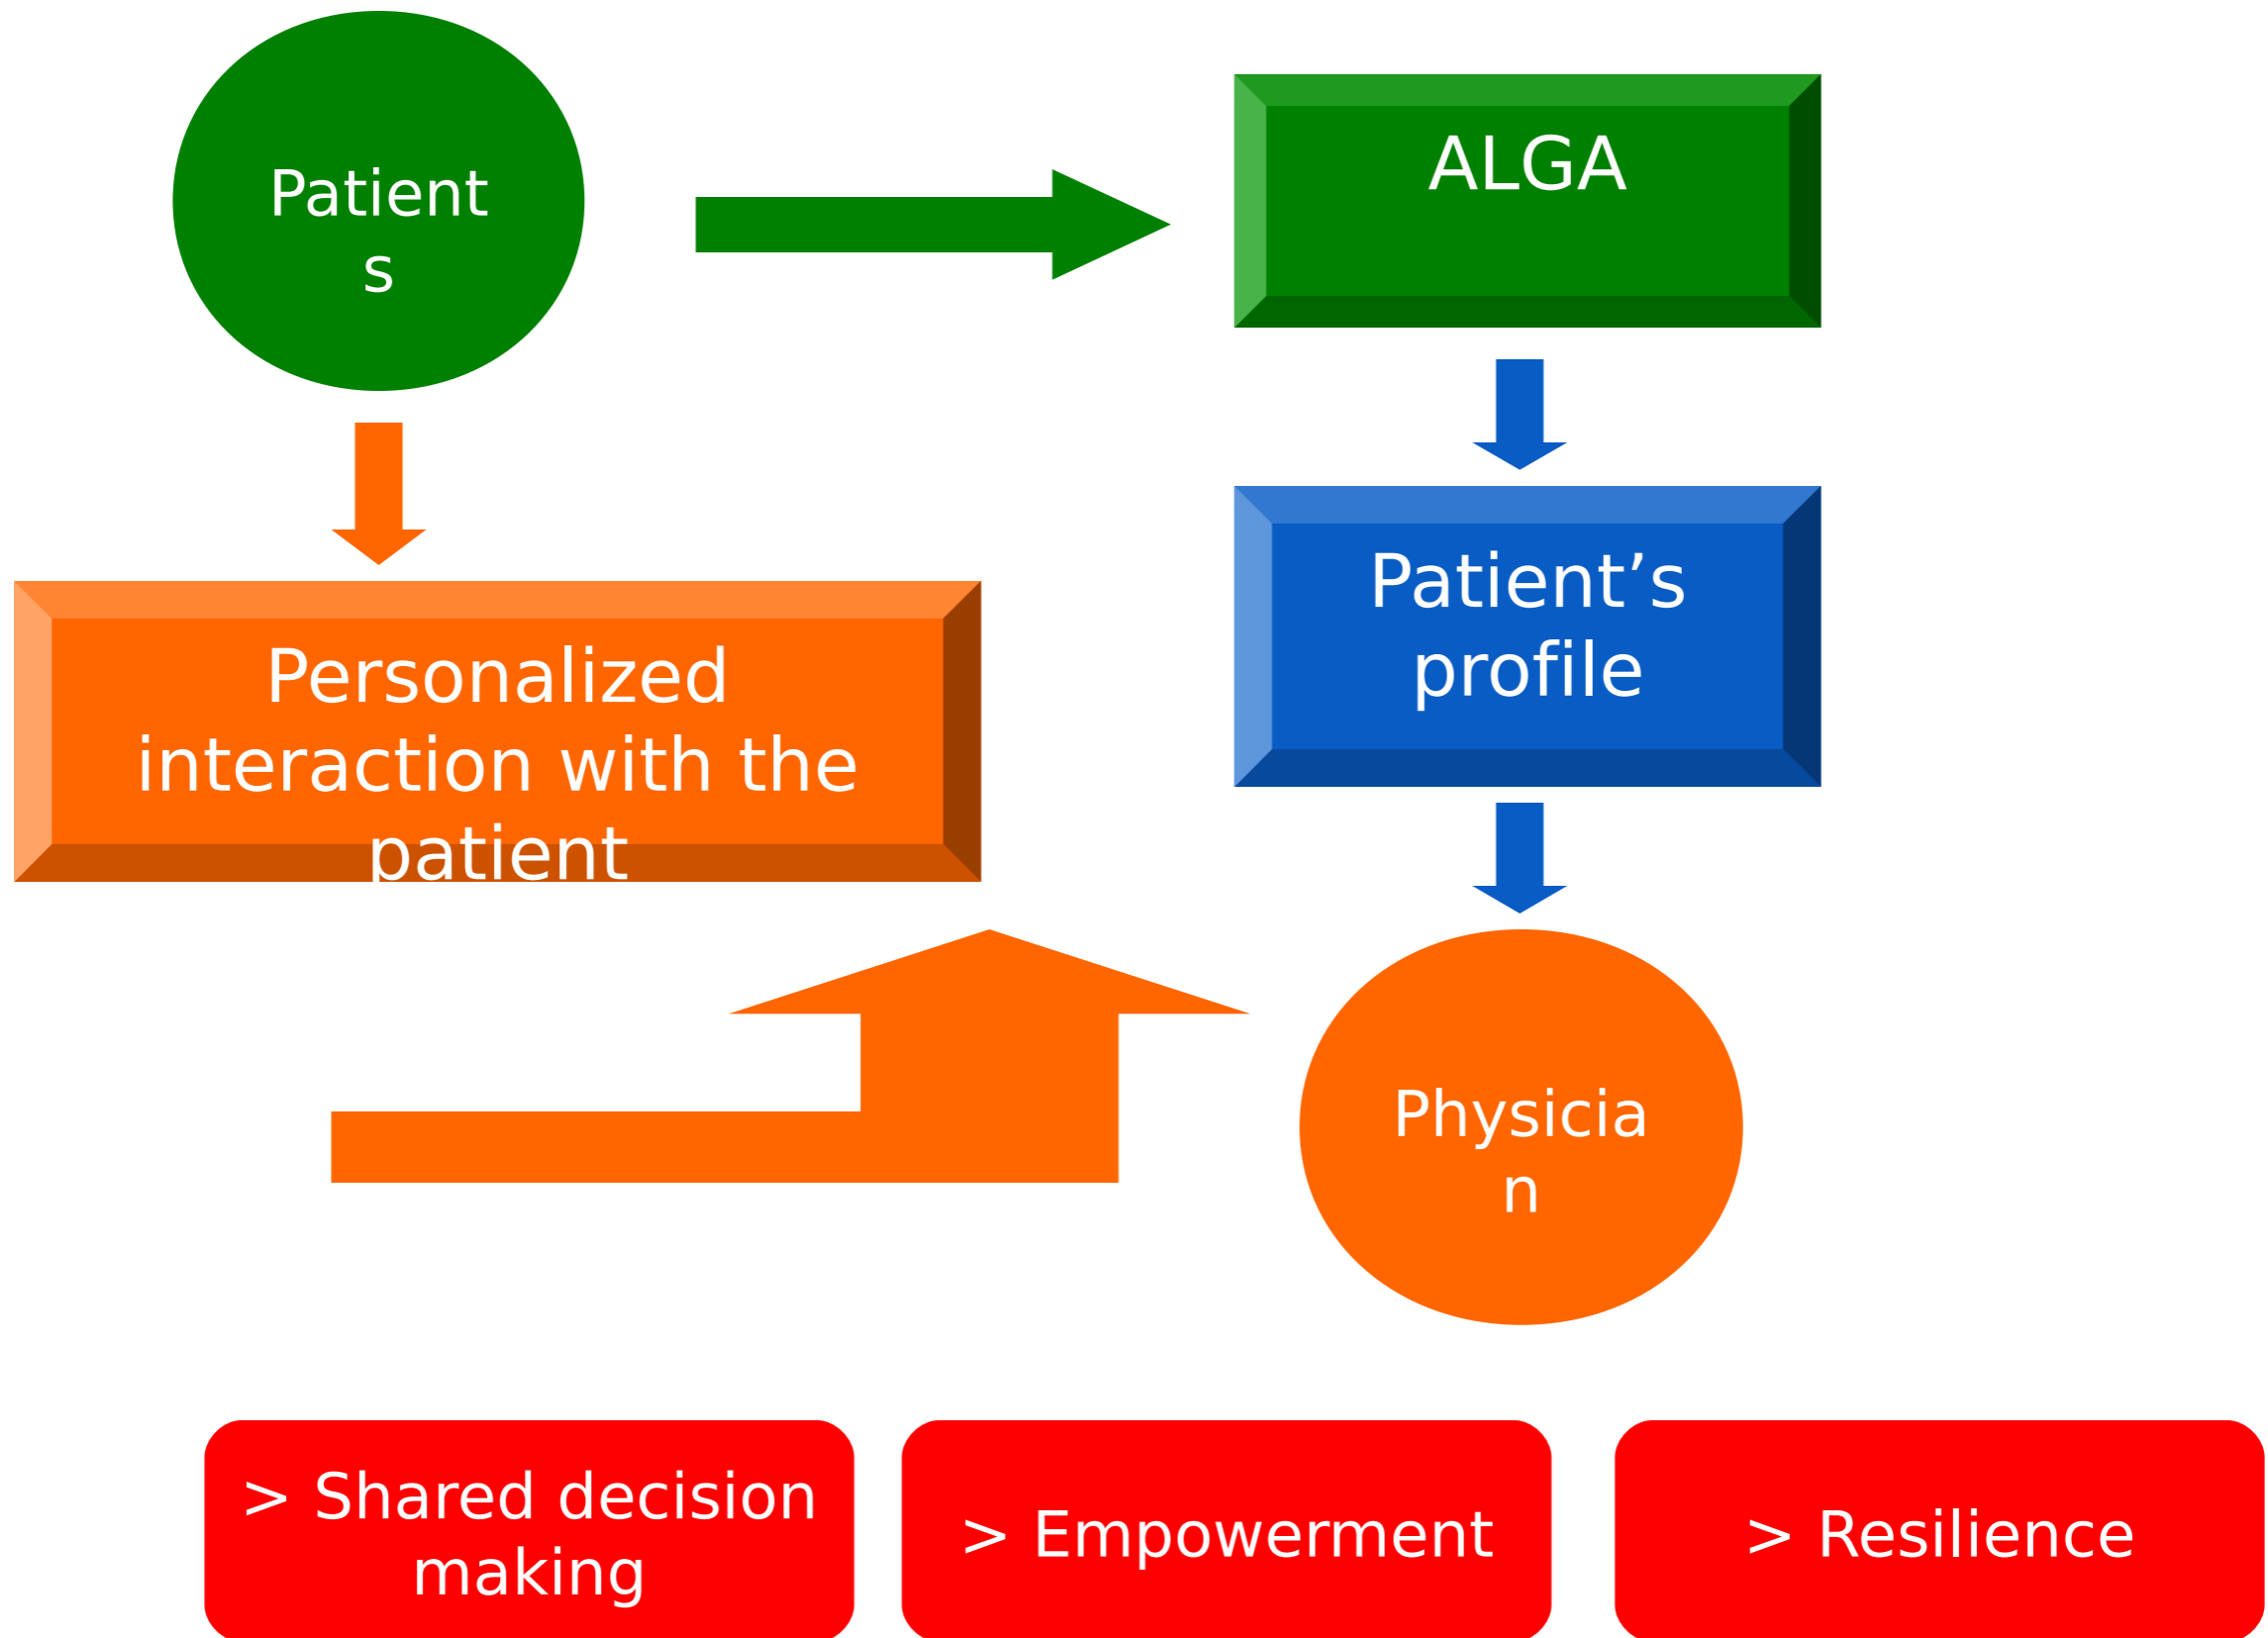 Patient
s
ALGA
Patient’s
profile
Personalized
interaction with the
patient
Physicia
n
> Shared decision
making
> Empowerment
> Resilience